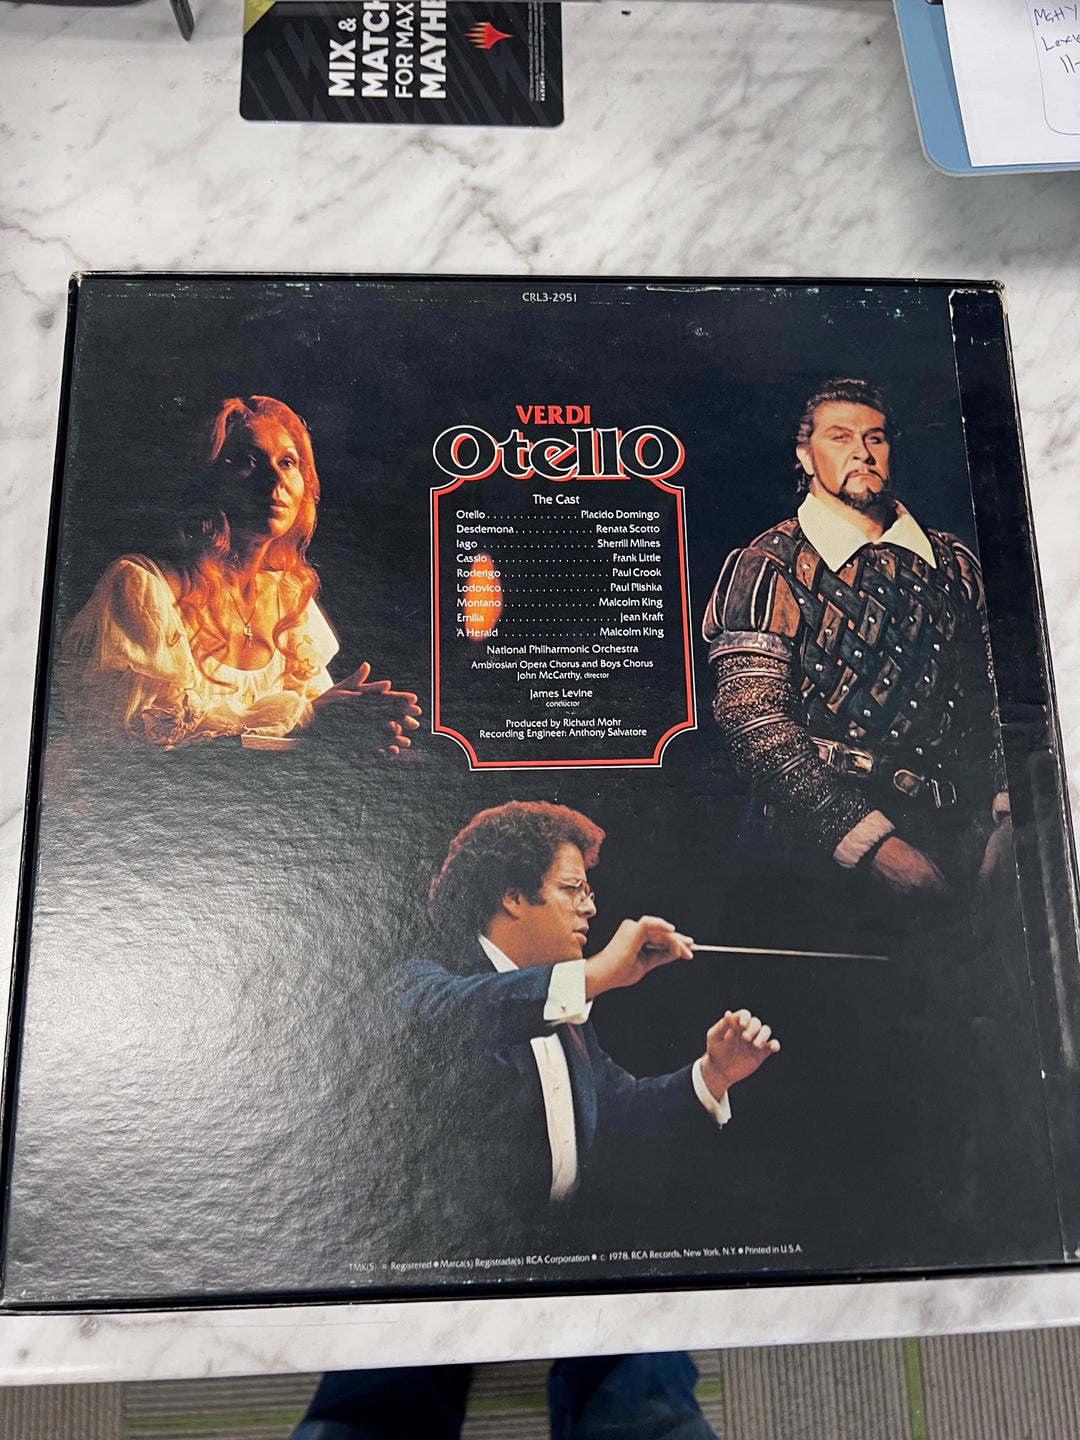 MIX &
MATCH
FOR MAX
MAYHE
CRL3-2951
VERDI
Otello
The Cast
Otello . . . . . . . . . . . . . . Placido Domingo
Desdemona . . . . . . . . . . . . Renata Scotto
Iago . . . . . . . . . . . . . . . . . Sherrill Milnes
Cassio . . . . . . . . . . . . . . . . . . Frank Little
Roderigo . . . . . . . . . . . . . . . . Paul Crook
Lodovico . . . . . . . . . . . . . . . . Paul Plishka
Montano . . . . . . . . . . . . . . Malcolm King
Emilia . . . . . . . . . . . . . . . . . . . Jean Kraft
A Herald . . . . . . . . . . . . . . . Malcolm King
National Philharmonic Orchestra
Ambrosian Opera Chorus and Boys Chorus
John McCarthy, director
James Levine
conductor
Produced by Richard Mohr
Recording Engineer: Anthony Salvatore
TMK(S) ® Registered ● Marca(s) Registrada(s) RCA Corporation ● © 1978, RCA Records, New York, N.Y. ● Printed in U.S.A.